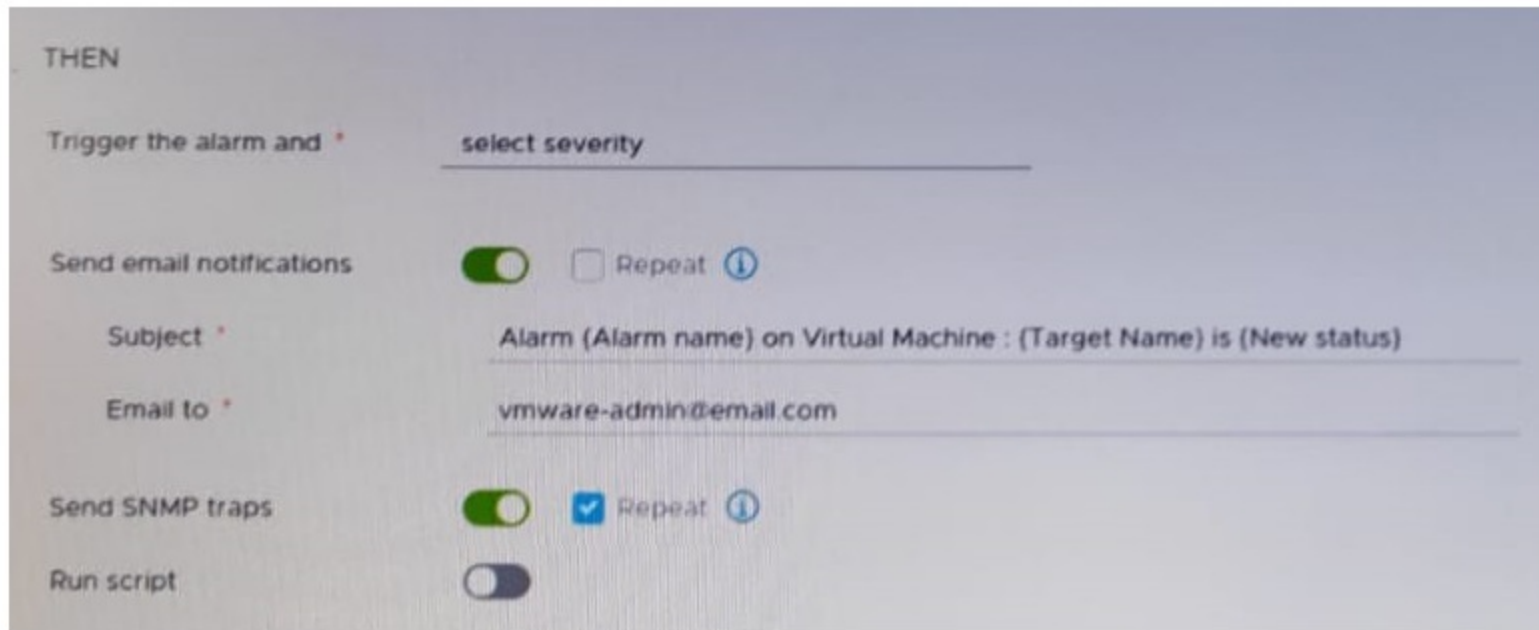 THEN
Trigger the alarm and * select severity
Send email notifications Repeat
Subject * Alarm {Alarm name} on Virtual Machine : {Target Name} is {New status}
Email to * vmware-admin@email.com
Send SNMP traps Repeat
Run script